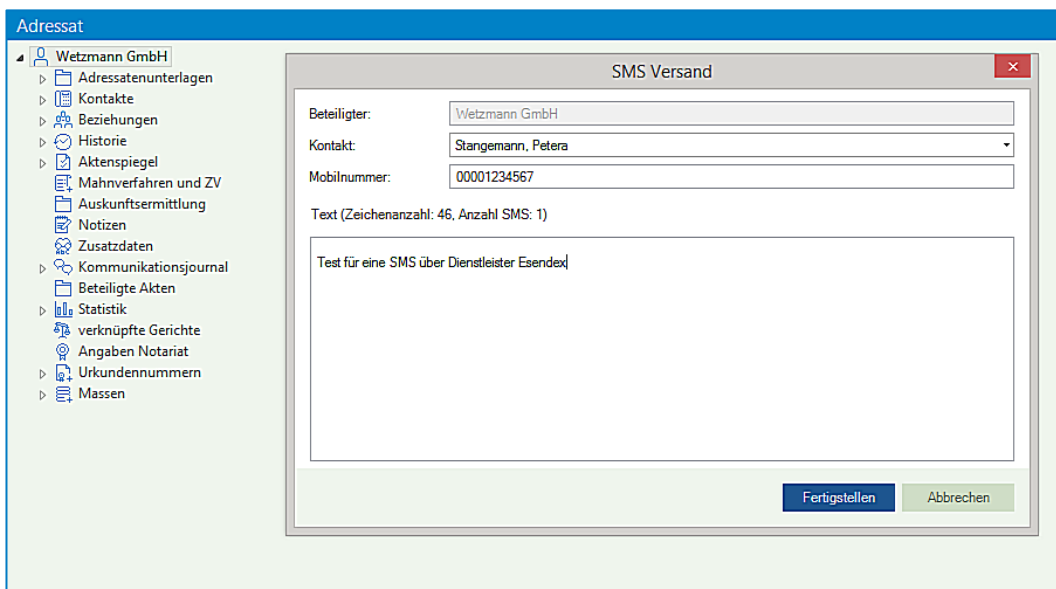 Adressat
Wetzmann GmbH
Adressatenunterlagen
Kontakte
Beziehungen
Historie
Aktenspiegel
Mahnverfahren und ZV
Auskunftsermittlung
Notizen
Zusatzdaten
Kommunikationsjournal
Beteiligte Akten
Statistik
verknüpfte Gerichte
Angaben Notariat
Urkundennummern
Massen
SMS Versand
Beteiligter: Wetzmann GmbH
Kontakt: Stangemann, Petera
Mobilnummer: 00001234567
Text (Zeichenanzahl: 46, Anzahl SMS: 1)
Test für eine SMS über Dienstleister Esendex
Fertigstellen Abbrechen